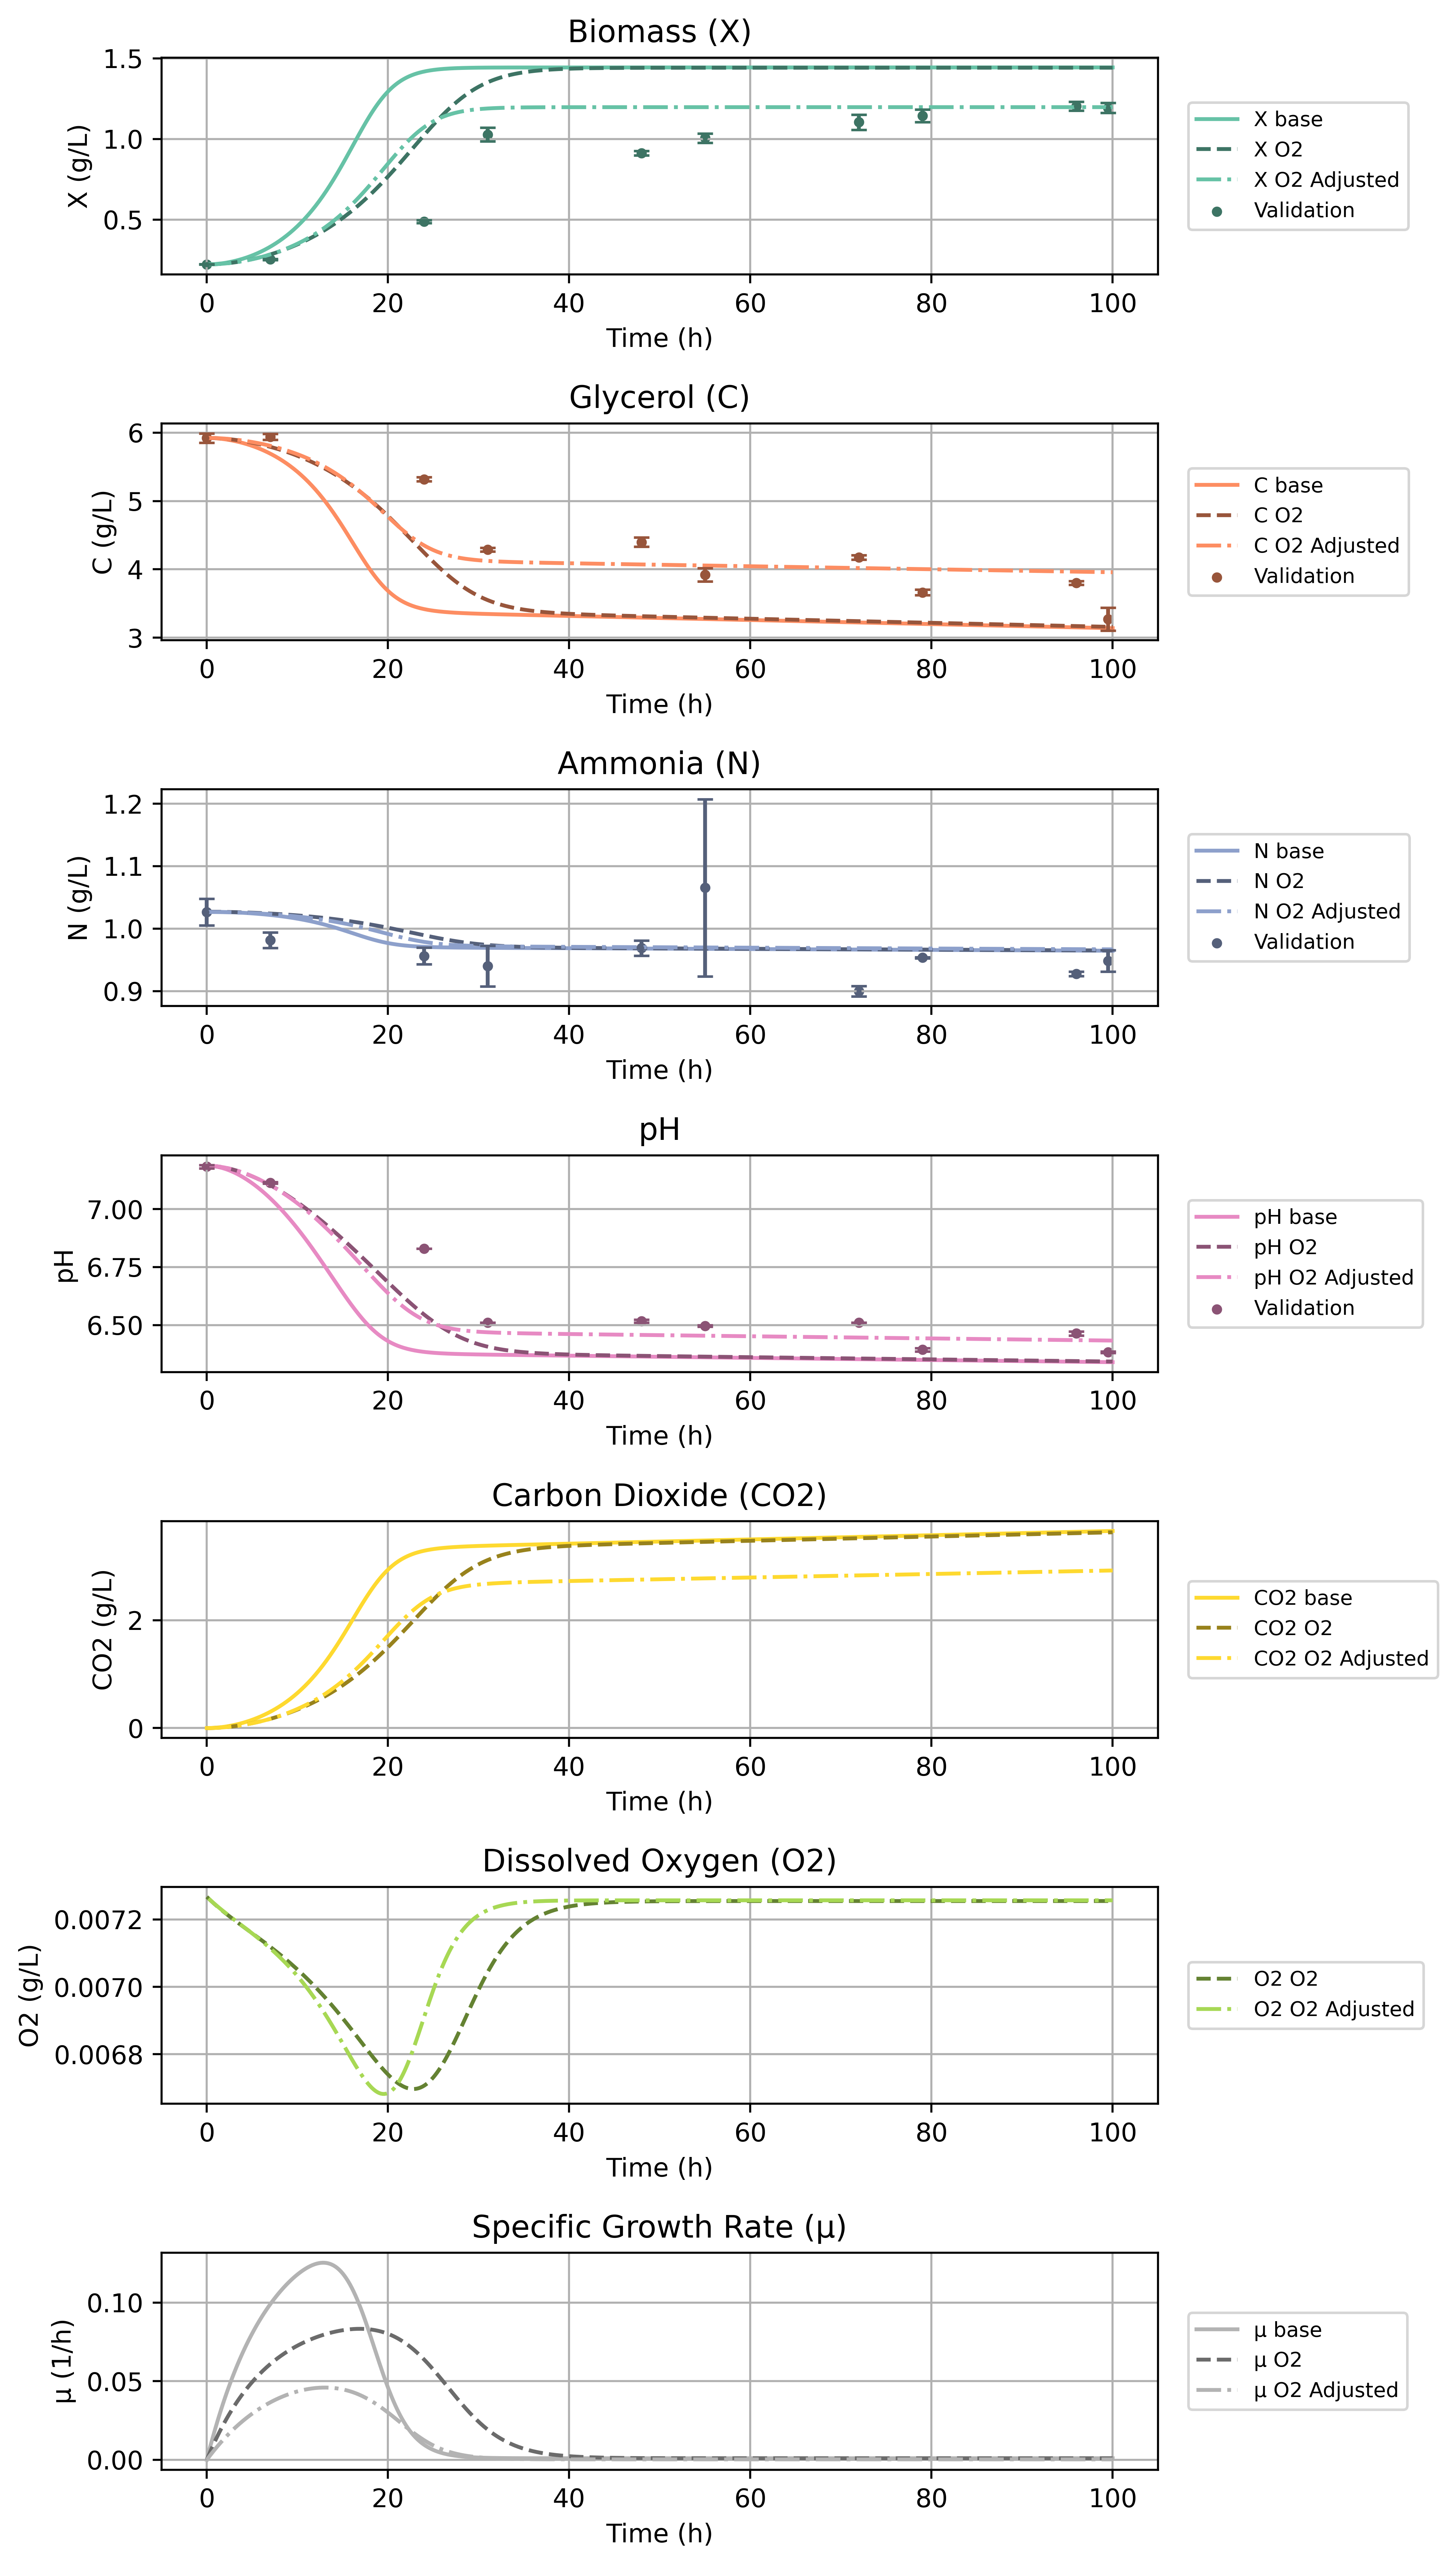 Biomass (X)
1.5
1.0
0.5
X (g/L)
0 20 40 60 80 100
Time (h)
X base
X O2
X O2 Adjusted
Validation
Glycerol (C)
6
5
4
3
C (g/L)
0 20 40 60 80 100
Time (h)
C base
C O2
C O2 Adjusted
Validation
Ammonia (N)
1.2
1.1
1.0
0.9
N (g/L)
0 20 40 60 80 100
Time (h)
N base
N O2
N O2 Adjusted
Validation
pH
7.00
6.75
6.50
pH
0 20 40 60 80 100
Time (h)
pH base
pH O2
pH O2 Adjusted
Validation
Carbon Dioxide (CO2)
2
0
CO2 (g/L)
0 20 40 60 80 100
Time (h)
CO2 base
CO2 O2
CO2 O2 Adjusted
Dissolved Oxygen (O2)
0.0072
0.0070
0.0068
O2 (g/L)
0 20 40 60 80 100
Time (h)
O2 O2
O2 O2 Adjusted
Specific Growth Rate (μ)
0.10
0.05
0.00
μ (1/h)
0 20 40 60 80 100
Time (h)
μ base
μ O2
μ O2 Adjusted